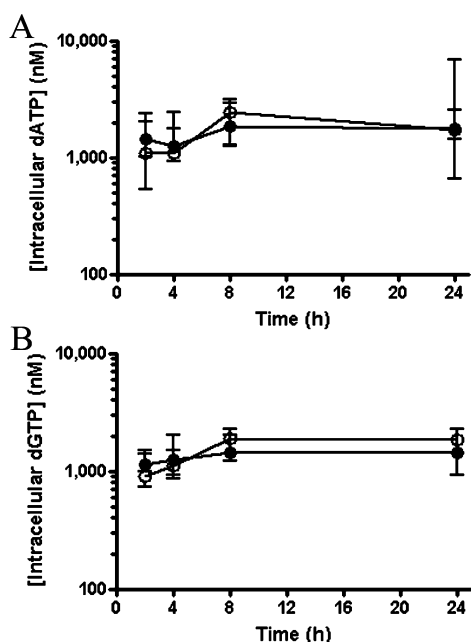 A
[Intracellular dATP] (nM)
10,000
1,000
100
0 4 8 12 16 20 24
Time (h)
B
[Intracellular dGTP] (nM)
10,000
1,000
100
0 4 8 12 16 20 24
Time (h)